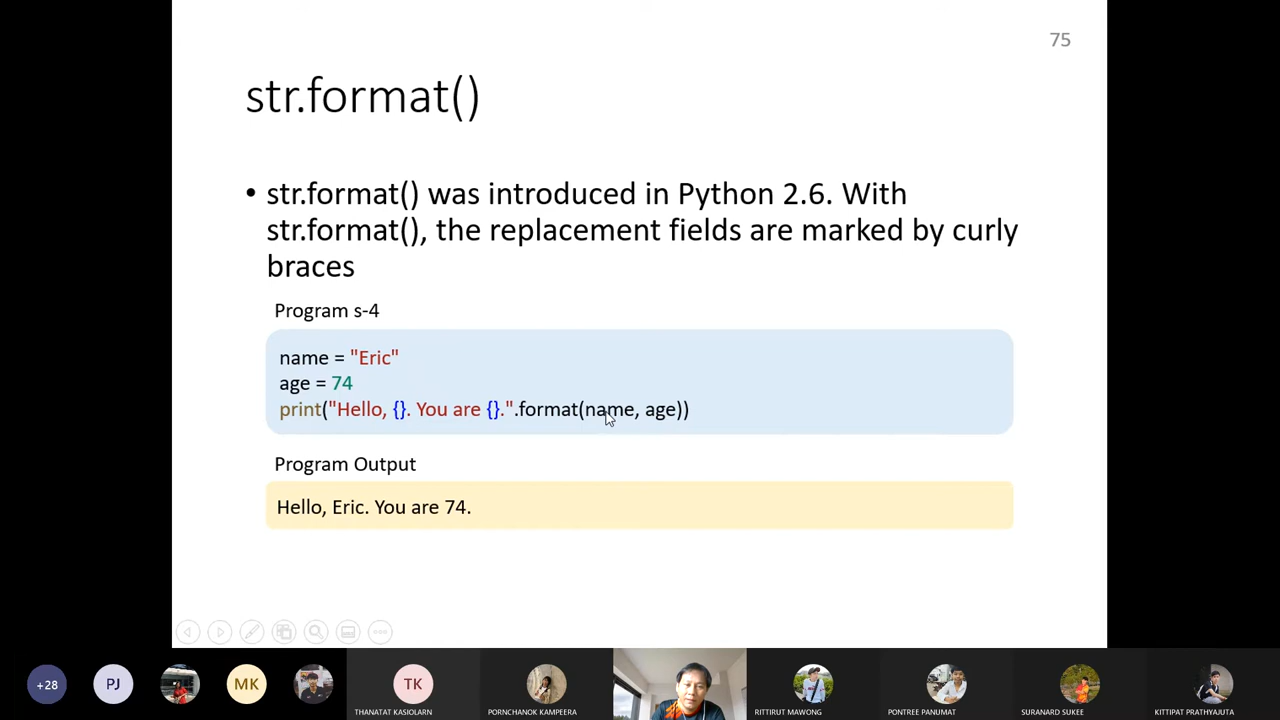 75
str.format()
• str.format() was introduced in Python 2.6. With
str.format(), the replacement fields are marked by curly
braces
Program s-4
name = "Eric"
age = 74
print("Hello, {}. You are {}.".format(name, age))
Program Output
Hello, Eric. You are 74.
+28
PJ
MK
TK
THANATAT KASIOLARN
PORNCHANOK KAMPEERA
RITTIRUT MAWONG
PONTREE PANUMAT
SURANARD SUKEE
KITTIPAT PRATHYAJUTA